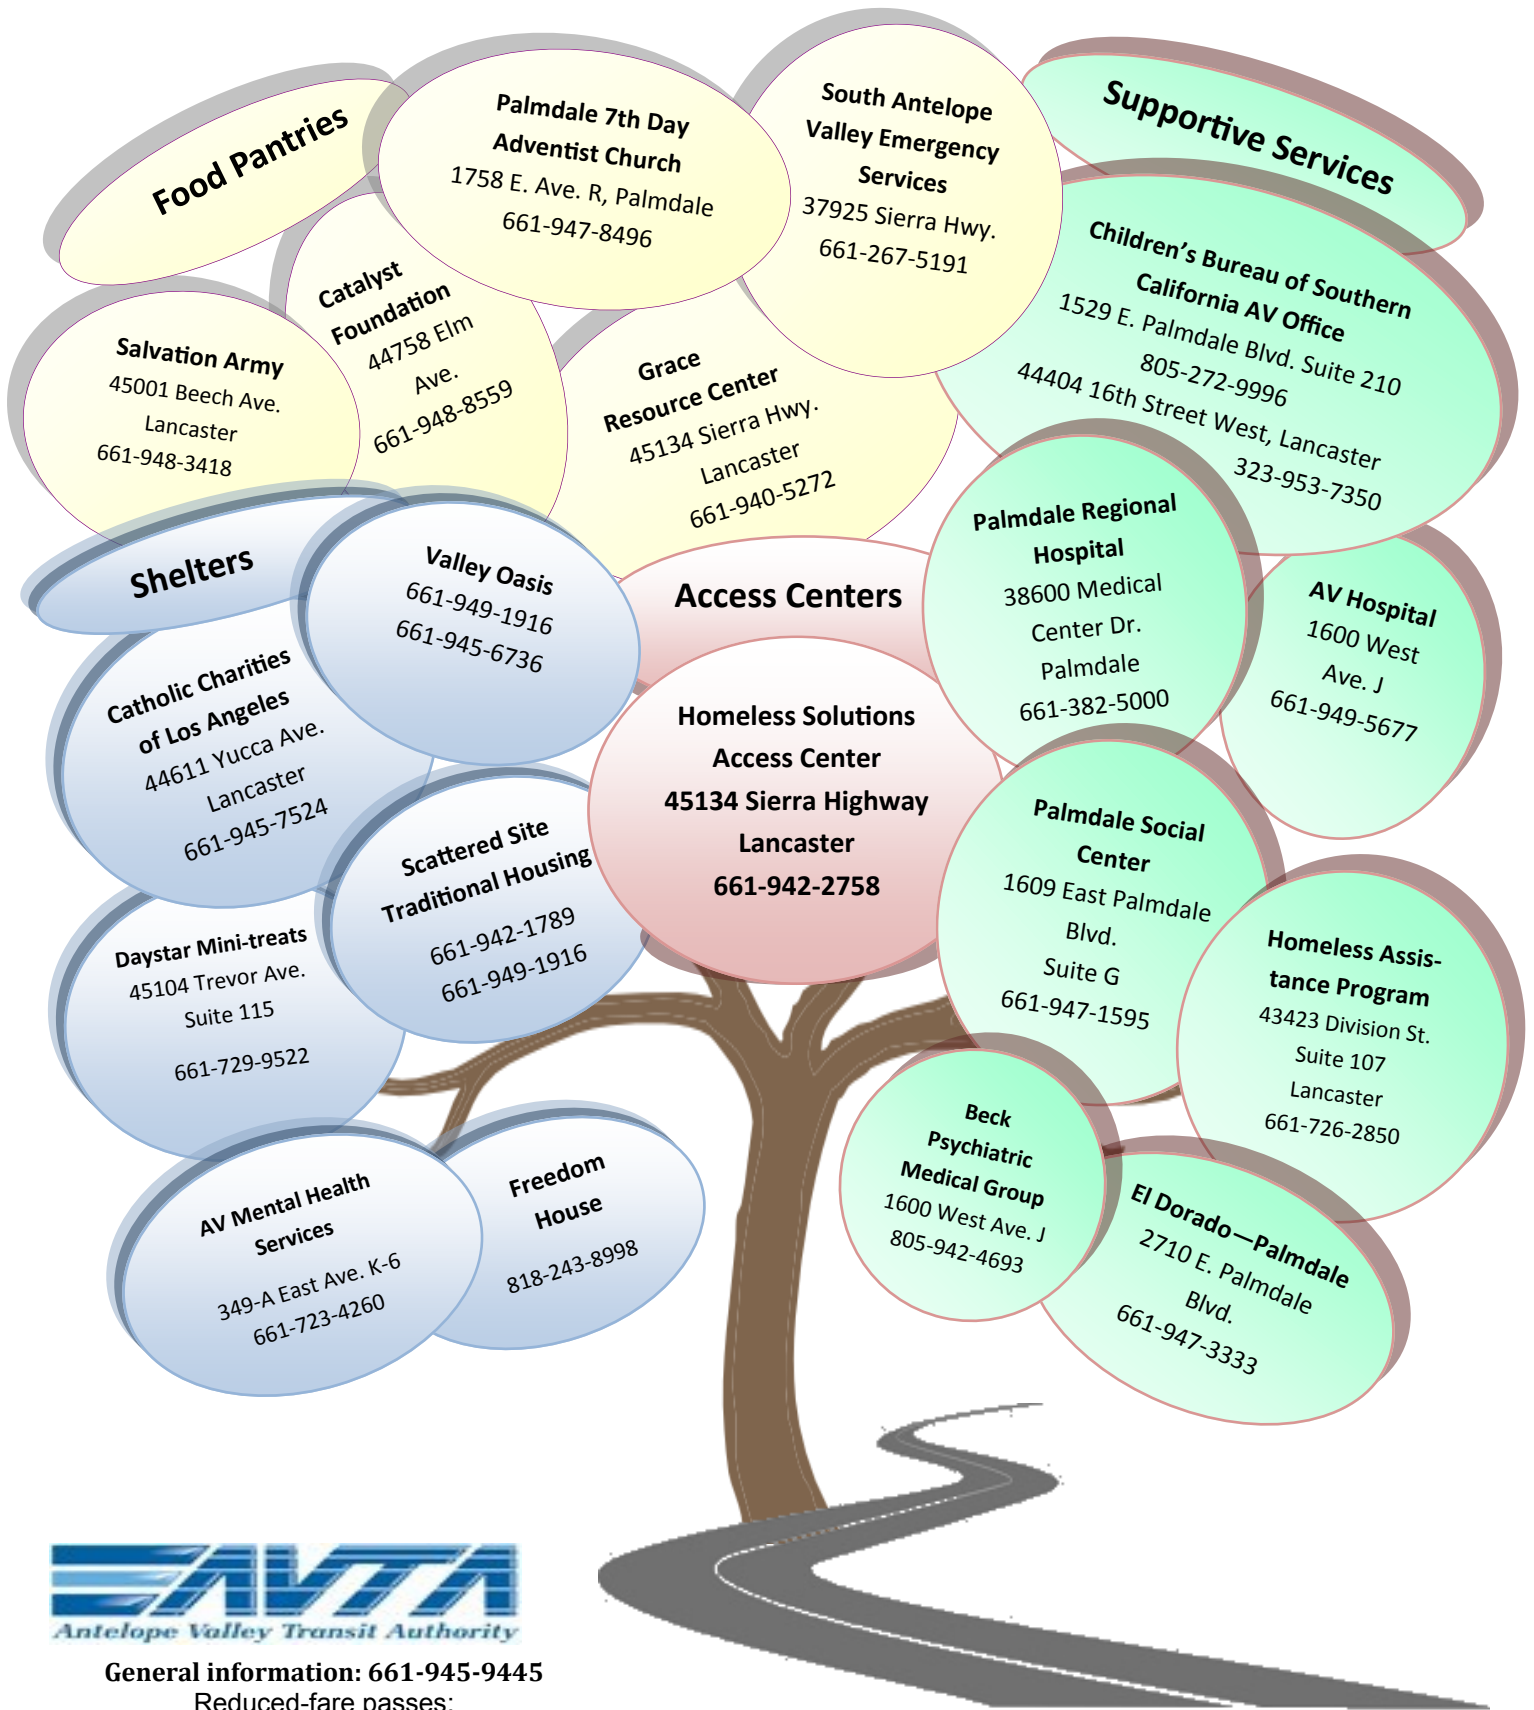 Food Pantries
Palmdale 7th Day
Adventist Church
1758 E. Ave. R, Palmdale
661-947-8496
South Antelope
Valley Emergency
Services
37925 Sierra Hwy.
661-267-5191
Catalyst
Foundation
44758 Elm
Ave.
661-948-8559
Salvation Army
45001 Beech Ave.
Lancaster
661-948-3418
Grace
Resource Center
45134 Sierra Hwy.
Lancaster
661-940-5272
Supportive Services
Children's Bureau of Southern
California AV Office
1529 E. Palmdale Blvd. Suite 210
805-272-9996
44404 16th Street West, Lancaster
323-953-7350
Palmdale Regional
Hospital
38600 Medical
Center Dr.
Palmdale
661-382-5000
AV Hospital
1600 West
Ave. J
661-949-5677
Shelters
Valley Oasis
661-949-1916
661-945-6736
Catholic Charities
of Los Angeles
44611 Yucca Ave.
Lancaster
661-945-7524
Scattered Site
Traditional Housing
661-942-1789
661-949-1916
Daystar Mini-treats
45104 Trevor Ave.
Suite 115
661-729-9522
AV Mental Health
Services
349-A East Ave. K-6
661-723-4260
Freedom
House
818-243-8998
Access Centers
Homeless Solutions
Access Center
45134 Sierra Highway
Lancaster
661-942-2758
Palmdale Social
Center
1609 East Palmdale
Blvd.
Suite G
661-947-1595
Homeless Assis-
tance Program
43423 Division St.
Suite 107
Lancaster
661-726-2850
Beck
Psychiatric
Medical Group
1600 West Ave. J
805-942-4693
El Dorado—Palmdale
2710 E. Palmdale
Blvd.
661-947-3333
AVTA
Antelope Valley Transit Authority
General information: 661-945-9445
Reduced-fare passes: